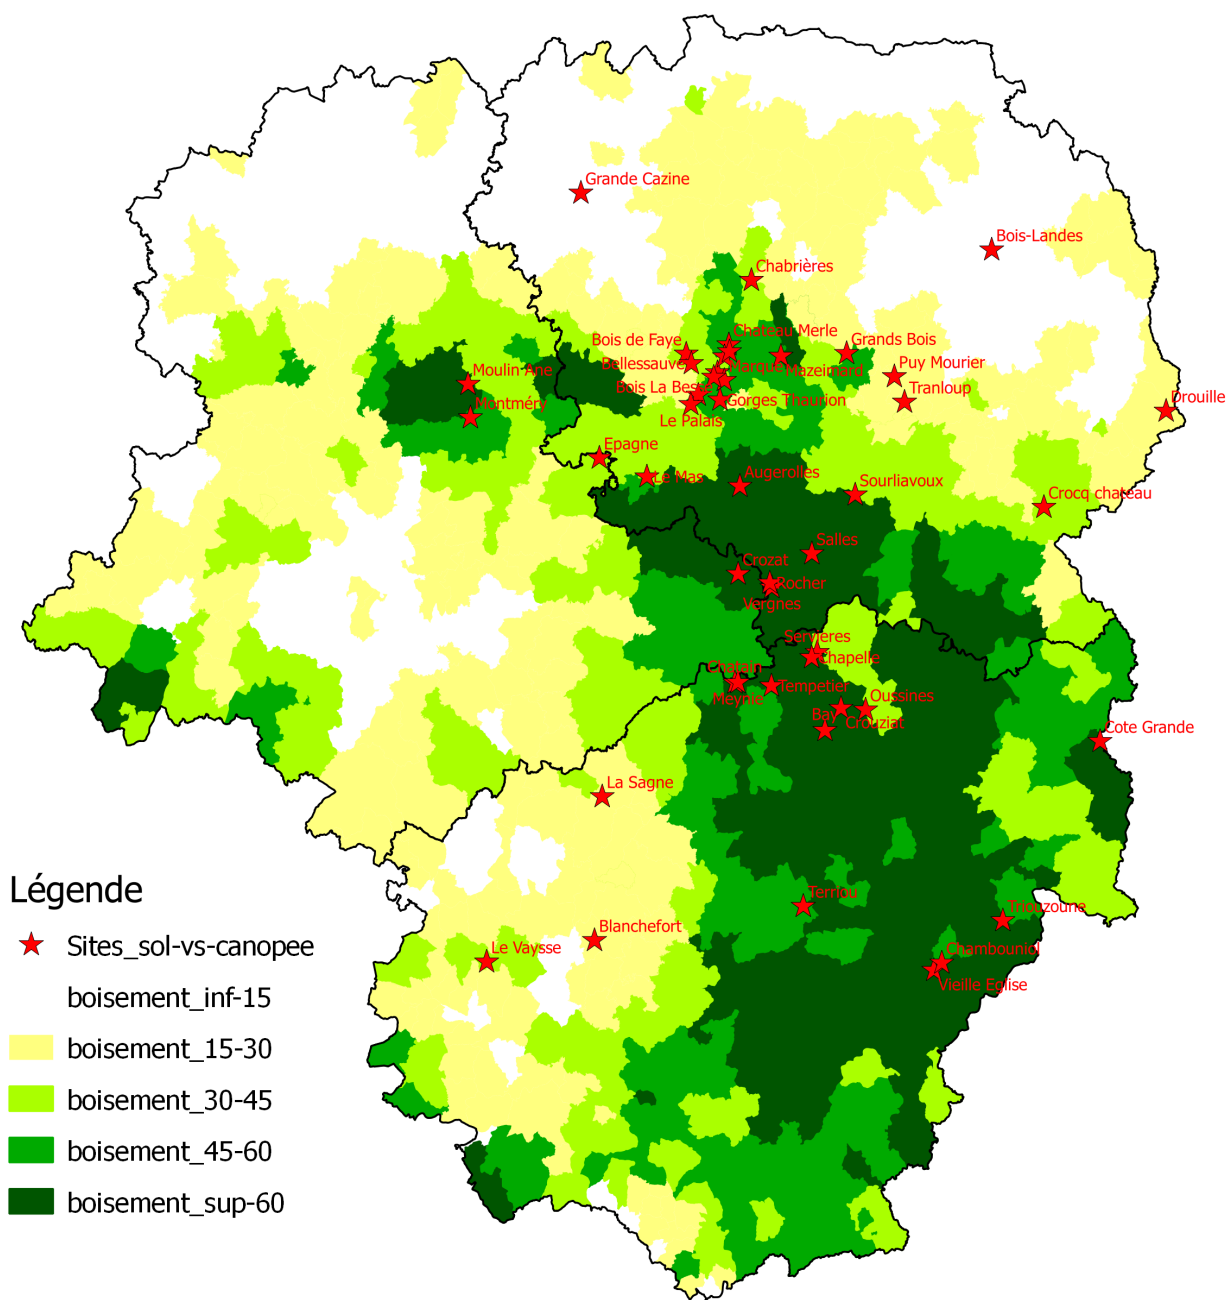 Grande Cazine
Bois-Landes
Chabrières
Chateau Merle
Bois de Faye
Grands Bois
Bellessauve
Marque
Mazeimard
Puy Mourier
Moulin Ane
Bois La Besse
Tranloup
Gorges Thaurion
Drouille
Montméry
Le Palais
Epagne
Le Mas
Augerolles
Sourliavoux
Crocq chateau
Salles
Crozat
Rocher
Vergnes
Servieres
Chapelle
Chatain
Tempetier
Meynie
Oussines
Bay
Crouziat
Cote Grande
La Sagne
Légende
Terriou
Triouzoune
Blanchefort
Sites_sol-vs-canopee
Le Vaysse
Chambouniol
Vieille Eglise
boisement_inf-15
boisement_15-30
boisement_30-45
boisement_45-60
boisement_sup-60